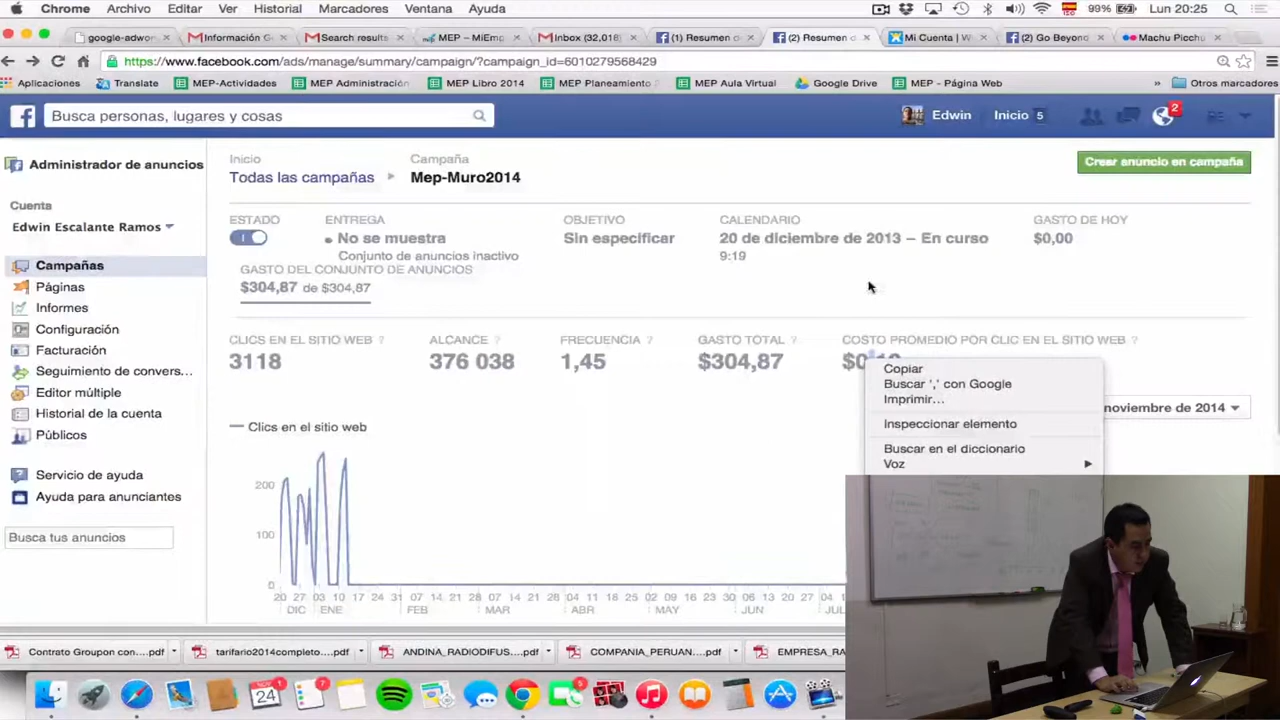 Chrome Archivo Editar Ver Historial Marcadores Ventana Ayuda 99% Lun 20:25
google-adwor Información G Search results MEP – MiEmp Inbox (32,018) (1) Resumen d (2) Resumen d Mi Cuenta | W (2) Go Beyond Machu Picchu
https://www.facebook.com/ads/manage/summary/campaign/?campaign_id=6010279568429
Aplicaciones Translate MEP-Actividades MEP Administración MEP Libro 2014 MEP Planeamiento MEP Aula Virtual Google Drive MEP - Página Web » Otros marcadores
Busca personas, lugares y cosas Edwin Inicio 5 2
Administrador de anuncios
Cuenta
Edwin Escalante Ramos
Campañas
Páginas
Informes
Configuración
Facturación
Seguimiento de convers...
Editor múltiple
Historial de la cuenta
Públicos
Servicio de ayuda
Ayuda para anunciantes
Busca tus anuncios
Inicio Campaña
Todas las campañas Mep-Muro2014
Crear anuncio en campaña
ESTADO ENTREGA OBJETIVO CALENDARIO GASTO DE HOY
No se muestra Sin especificar 20 de diciembre de 2013 – En curso $0,00
Conjunto de anuncios inactivo 9:19
GASTO DEL CONJUNTO DE ANUNCIOS
$304,87 de $304,87
CLICS EN EL SITIO WEB ? ALCANCE ? FRECUENCIA ? GASTO TOTAL ? COSTO PROMEDIO POR CLIC EN EL SITIO WEB ?
3118 376 038 1,45 $304,87
Copiar
Buscar ',' con Google
Imprimir...
Inspeccionar elemento
Buscar en el diccionario
Voz
noviembre de 2014
Clics en el sitio web
200
100
0
20 27 03 10 17 24 31 07 14 21 28 07 14 21 28 04 11 18 25 02 09 16 23 30 06 13 20 27 04
DIC ENE FEB MAR ABR MAY JUN
Contrato Groupon con....pdf tarifario2014completo....pdf ANDINA_RADIODIFUS....pdf COMPANIA_PERUAN....pdf EMPRESA_RA
NOV
24